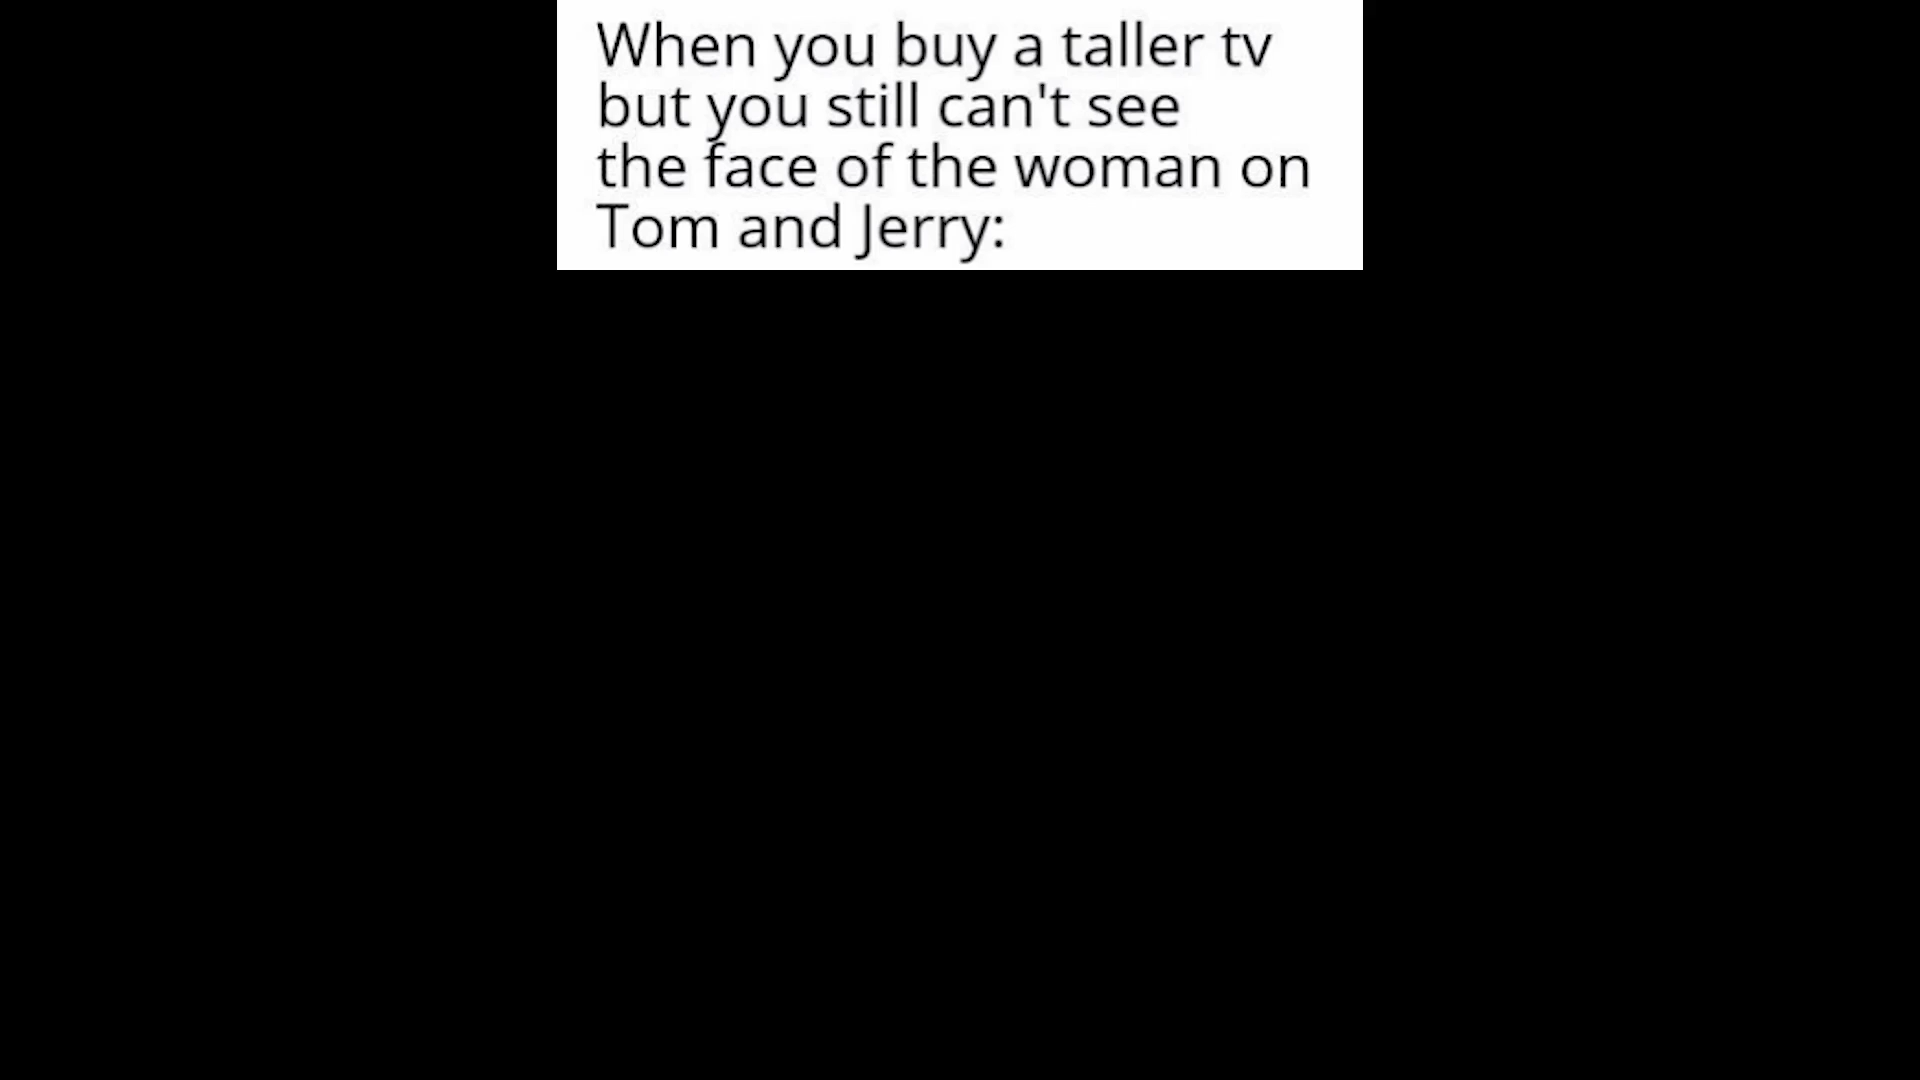 When you buy a taller tv
but you still can't see
the face of the woman on
Tom and Jerry: